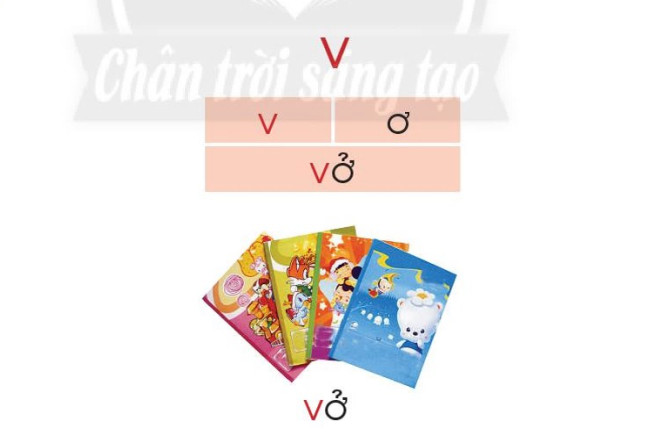 Chân trời sáng tạo
v
v ơ
vở
vở